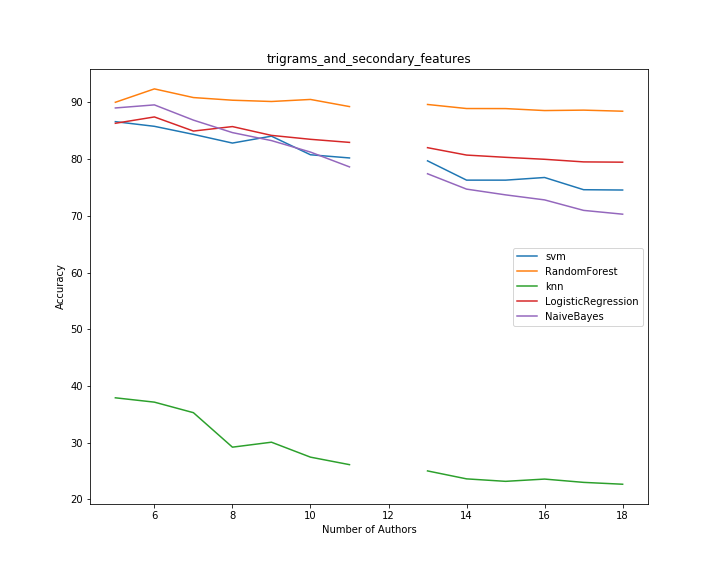 trigrams_and_secondary_features
90
80
70
60
50
40
30
20
Accuracy
svm
RandomForest
knn
LogisticRegression
NaiveBayes
6 8 10 12 14 16 18
Number of Authors